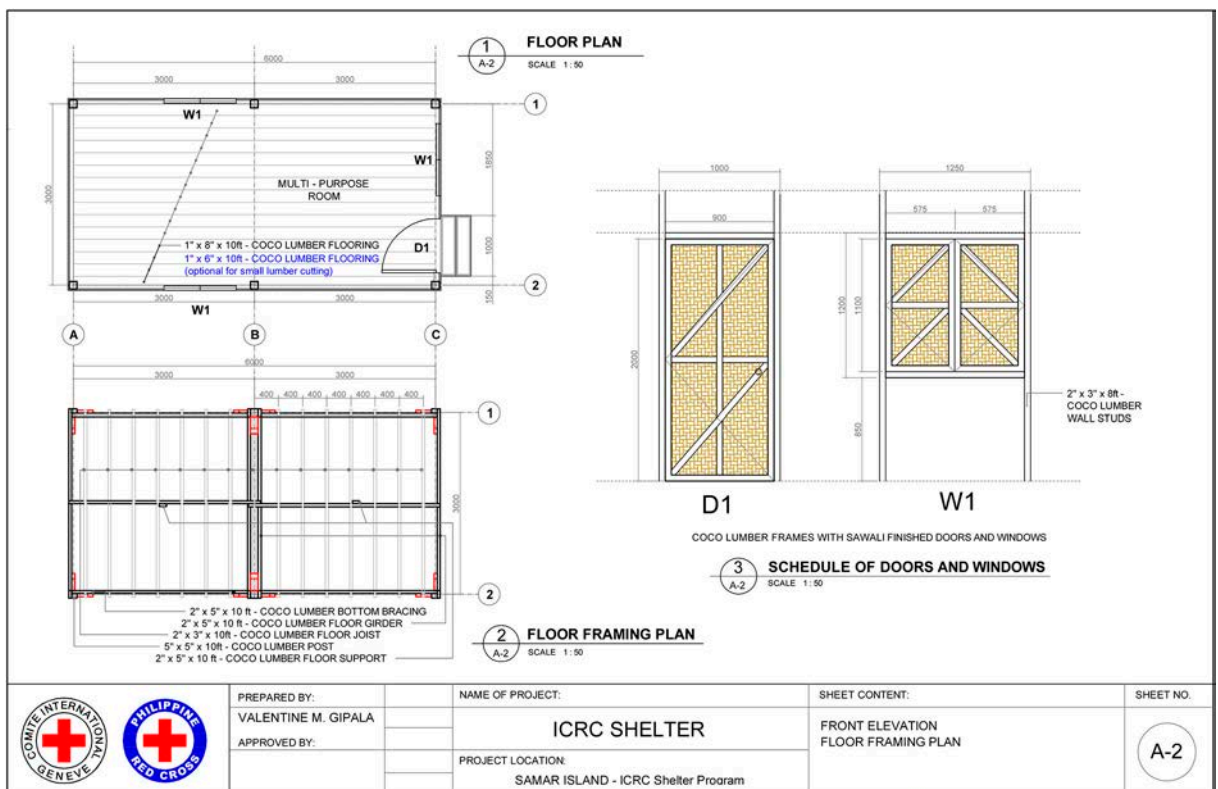 1
A-2
FLOOR PLAN
SCALE 1 : 50
6000
3000
3000
W1
1
W1
3000
MULTI - PURPOSE
ROOM
1850
1" x 8" x 10ft - COCO LUMBER FLOORING
1" x 6" x 10ft - COCO LUMBER FLOORING
(optional for small lumber cutting)
D1
1000
150
2
3000
W1
3000
A
B
C
6000
3000
3000
400 400 400 400 400 400 400
1
3000
2
2" x 5" x 10 ft - COCO LUMBER BOTTOM BRACING
2" x 5" x 10 ft - COCO LUMBER FLOOR GIRDER
2" x 3" x 10ft - COCO LUMBER FLOOR JOIST
5" x 5" x 10ft - COCO LUMBER POST
2" x 5" x 10 ft - COCO LUMBER FLOOR SUPPORT
2
A-2
FLOOR FRAMING PLAN
SCALE 1 : 50
1000
900
2000
D1
1250
575
575
1200
1100
850
2" x 3" x 8ft -
COCO LUMBER
WALL STUDS
W1
COCO LUMBER FRAMES WITH SAWALI FINISHED DOORS AND WINDOWS
3
A-2
SCHEDULE OF DOORS AND WINDOWS
SCALE 1 : 50
COMITE INTERNATIONAL
GENEVE
PHILIPPINE
RED CROSS
PREPARED BY:
VALENTINE M. GIPALA
APPROVED BY:
NAME OF PROJECT:
ICRC SHELTER
PROJECT LOCATION:
SAMAR ISLAND - ICRC Shelter Program
SHEET CONTENT:
FRONT ELEVATION
FLOOR FRAMING PLAN
SHEET NO.
A-2